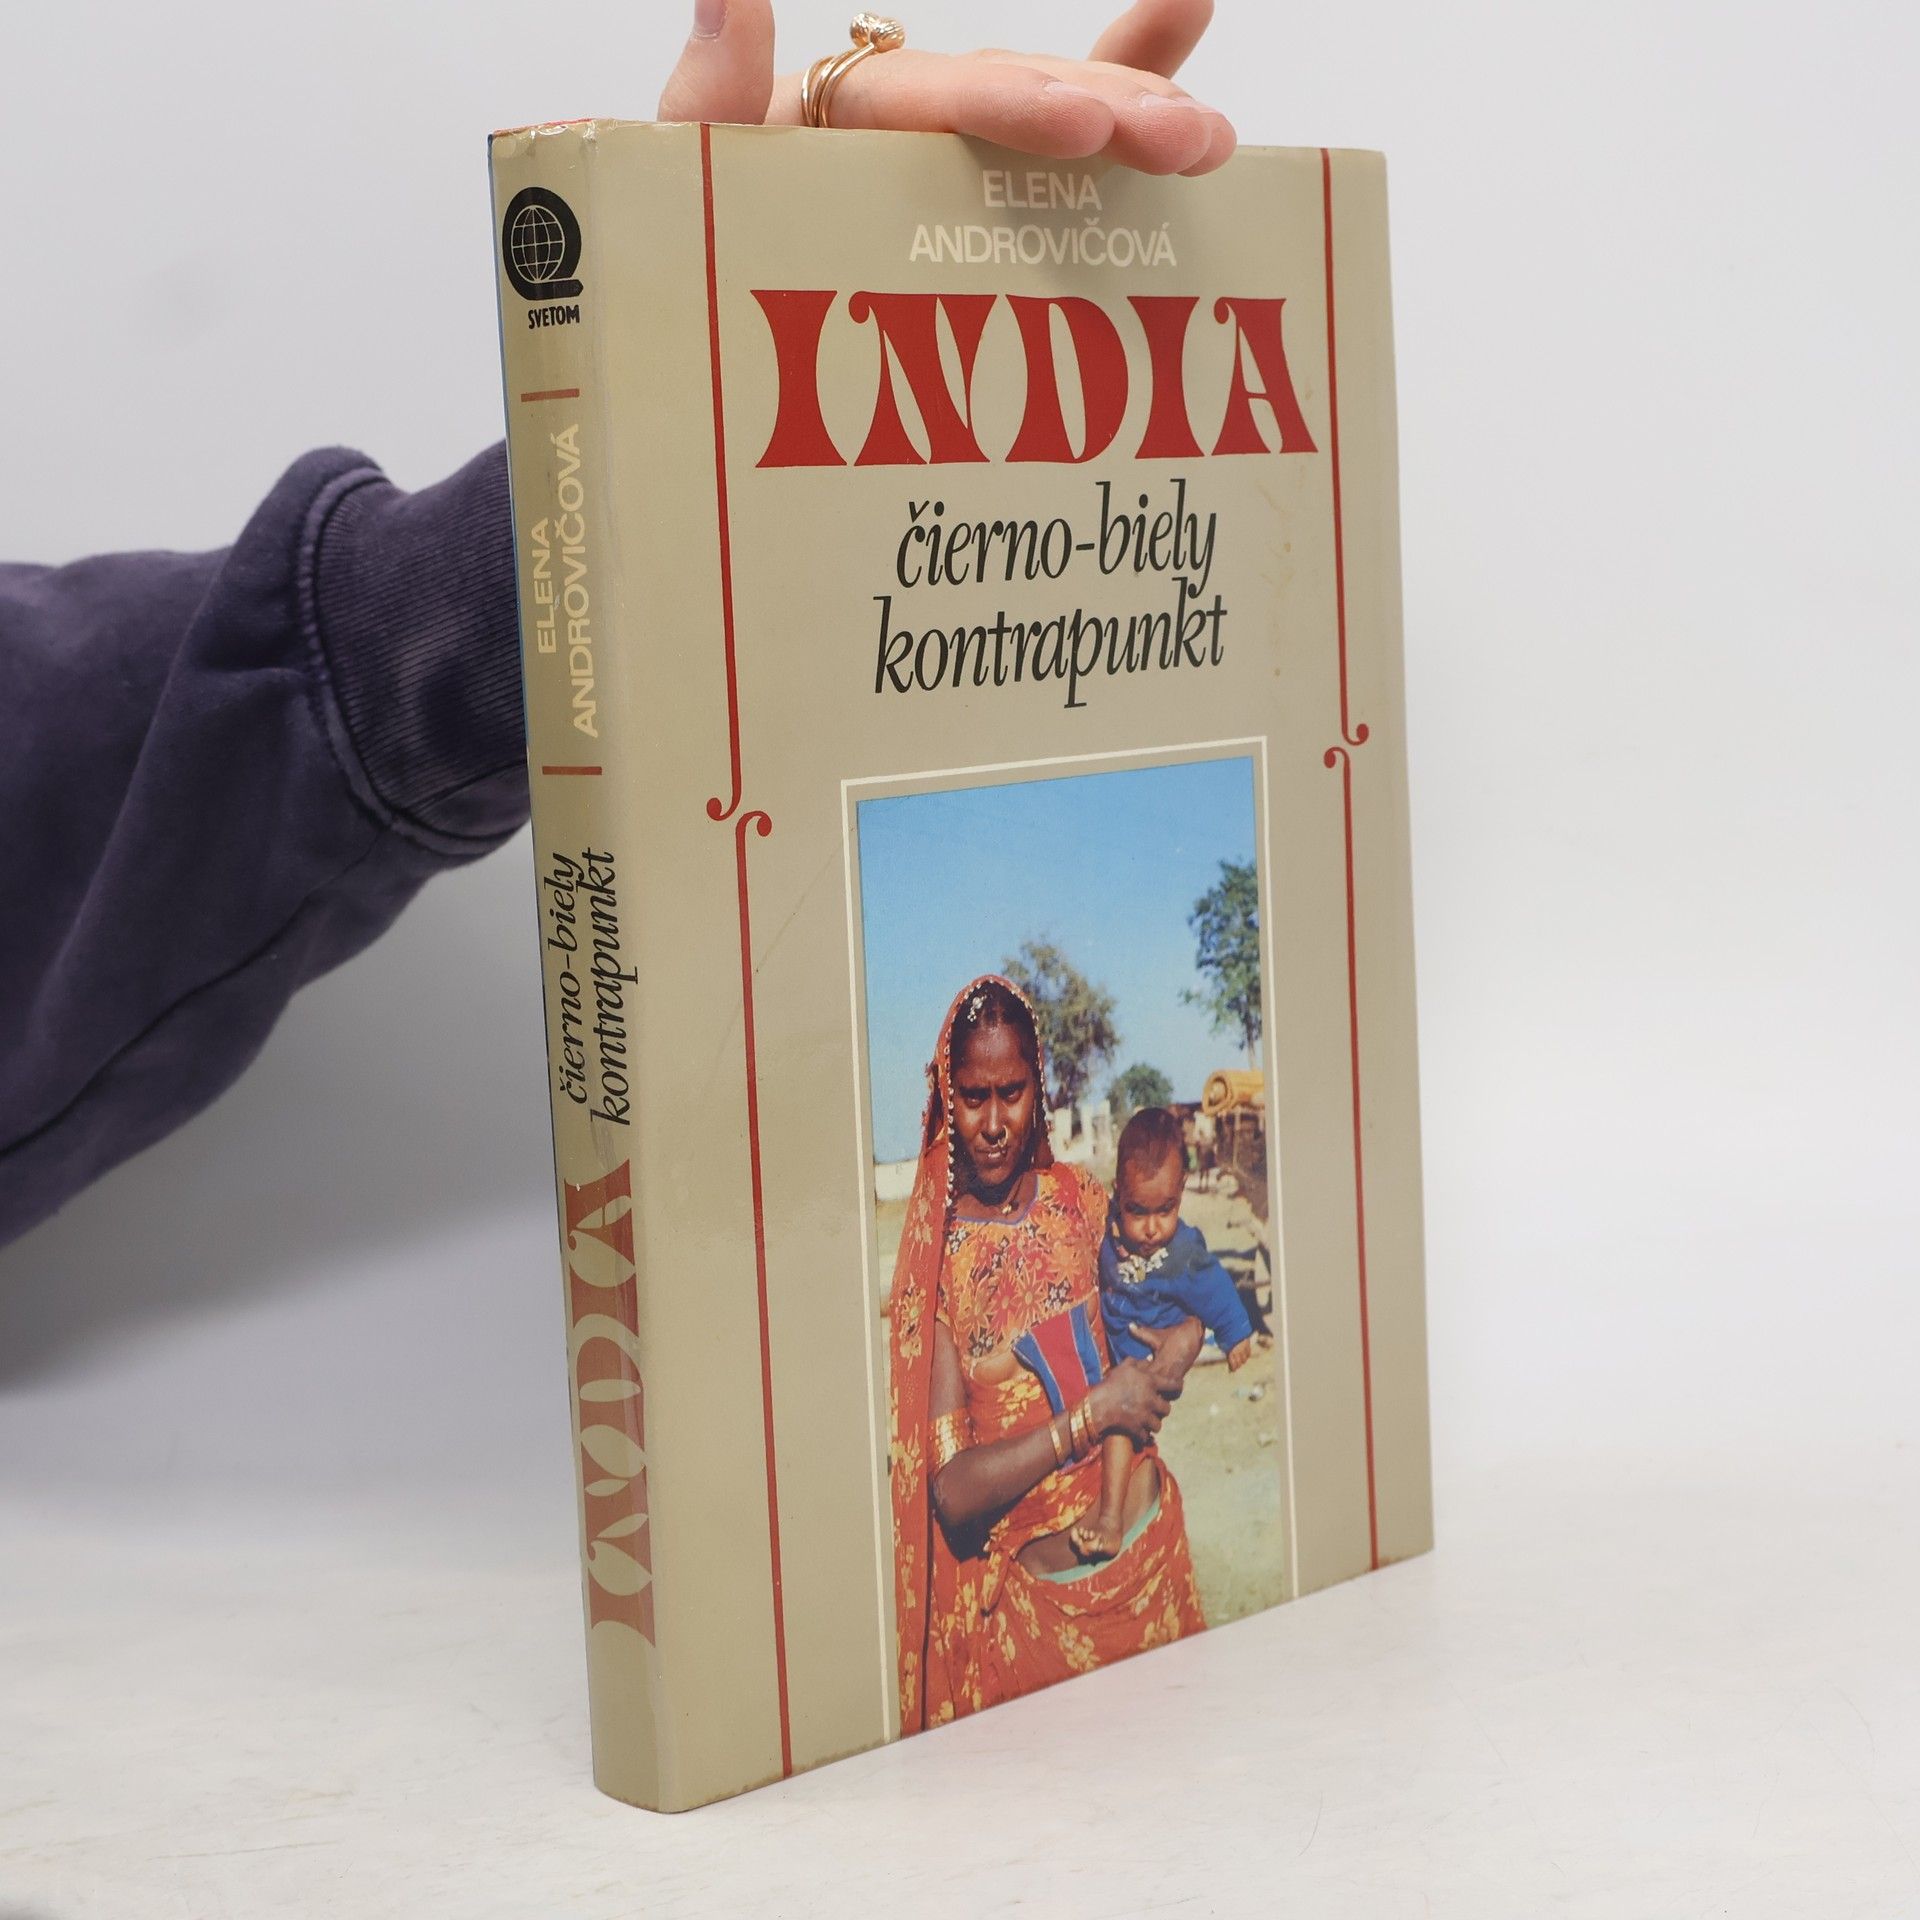 ELENA
ANDROVIČOVÁ
INDIA
čierno-biely
kontrapunkt
SVETOM
ELENA
ANDROVIČOVÁ
čierno-biely
kontrapunkt
INDIA